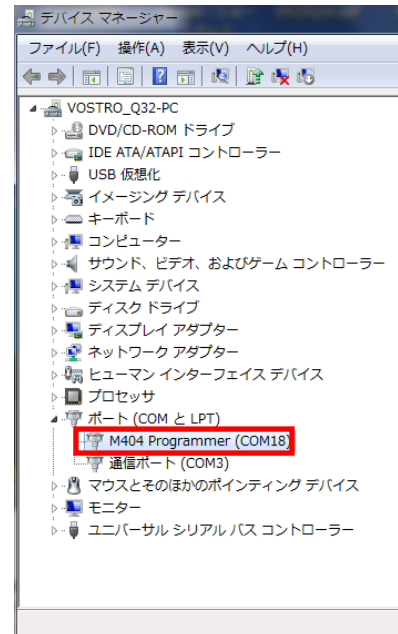 デバイス マネージャー
ファイル(F) 操作(A) 表示(V) ヘルプ(H)
VOSTRO_Q32-PC
DVD/CD-ROM ドライブ
IDE ATA/ATAPI コントローラー
USB 仮想化
イメージング デバイス
キーボード
コンピューター
サウンド、ビデオ、およびゲーム コントローラー
システム デバイス
ディスク ドライブ
ディスプレイ アダプター
ネットワーク アダプター
ヒューマン インターフェイス デバイス
プロセッサ
ポート (COM と LPT)
M404 Programmer (COM18)
通信ポート (COM3)
マウスとそのほかのポインティング デバイス
モニター
ユニバーサル シリアル バス コントローラー